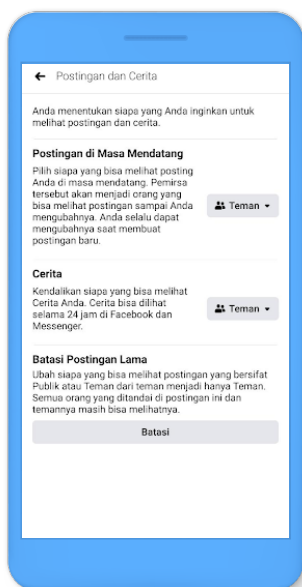 Postingan dan Cerita
Anda menentukan siapa yang Anda inginkan untuk
melihat postingan dan cerita.
Postingan di Masa Mendatang
Pilih siapa yang bisa melihat posting
Anda di masa mendatang. Pemirsa
tersebut akan menjadi orang yang
bisa melihat postingan sampai Anda
mengubahnya. Anda selalu dapat
mengubahnya saat membuat
postingan baru.
Teman
Cerita
Kendalikan siapa yang bisa melihat
Cerita Anda. Cerita bisa dilihat
selama 24 jam di Facebook dan
Messenger.
Teman
Batasi Postingan Lama
Ubah siapa yang bisa melihat postingan yang bersifat
Publik atau Teman dari teman menjadi hanya Teman.
Semua orang yang ditandai di postingan ini dan
temannya masih bisa melihatnya.
Batasi